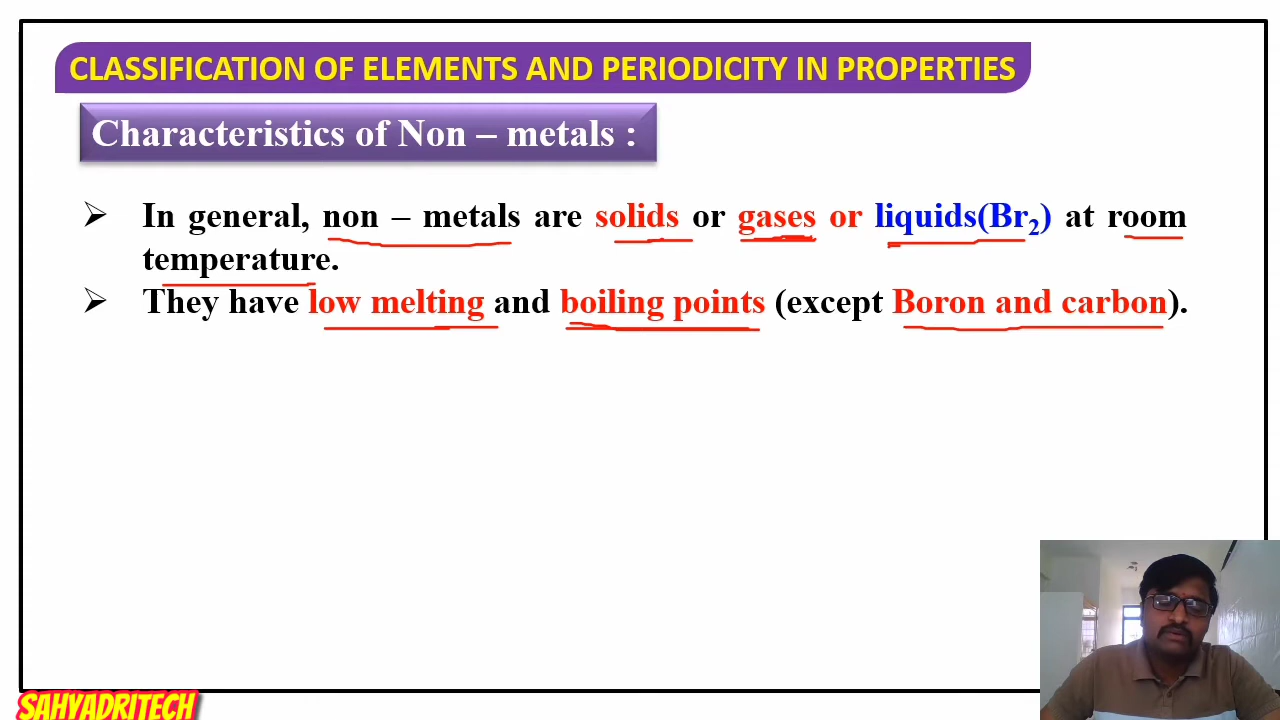 CLASSIFICATION OF ELEMENTS AND PERIODICITY IN PROPERTIES
Characteristics of Non – metals :
➢ In general, non – metals are solids or gases or liquids(Br₂) at room
temperature.
➢ They have low melting and boiling points (except Boron and carbon).
SAHYADRITECH